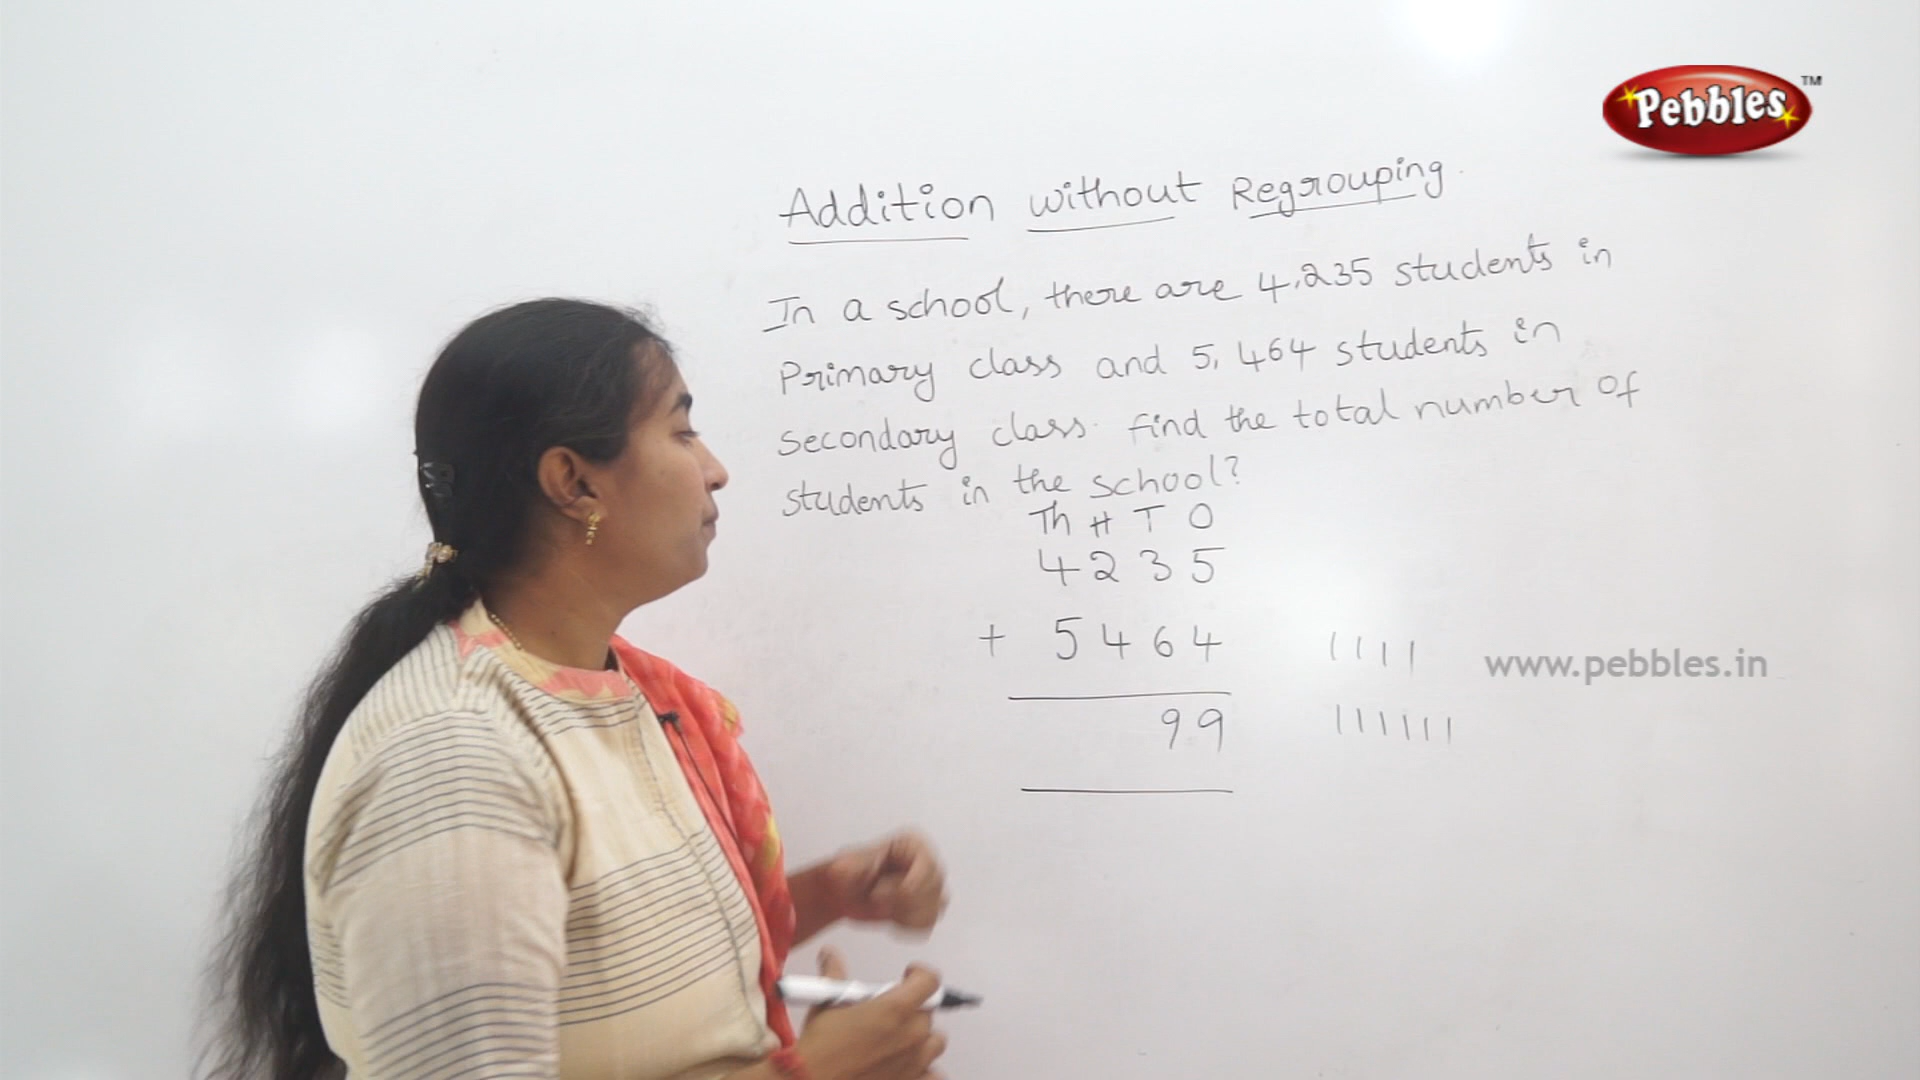 Pebbles TM
Addition without Regrouping.
In a school, there are 4,235 students in
Primary class and 5,464 students in
Secondary class. find the total number of
students in the school?
Th H T O
4 2 3 5
+ 5 4 6 4
9 9
www.pebbles.in